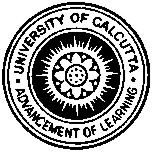 UNIVERSITY OF CALCUTTA
ADVANCEMENT OF LEARNING